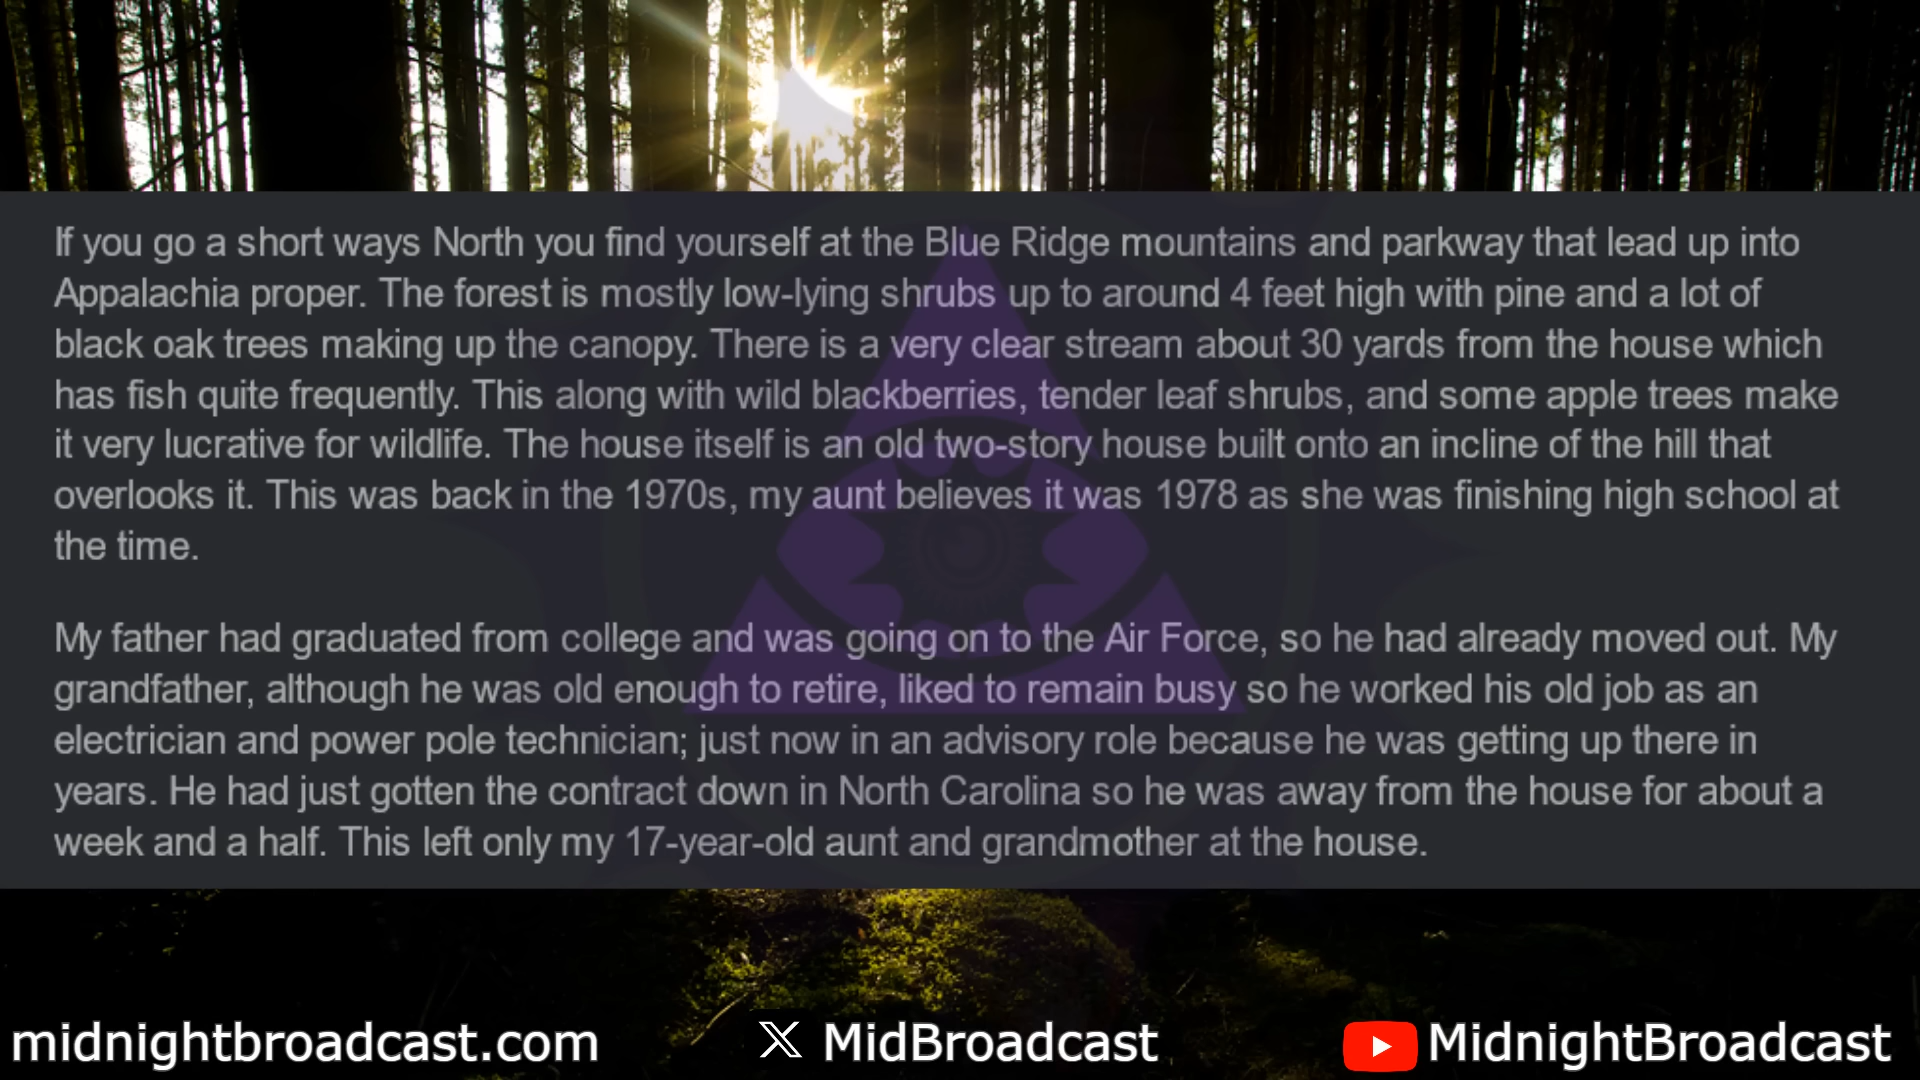 If you go a short ways North you find yourself at the Blue Ridge mountains and parkway that lead up into
Appalachia proper. The forest is mostly low-lying shrubs up to around 4 feet high with pine and a lot of
black oak trees making up the canopy. There is a very clear stream about 30 yards from the house which
has fish quite frequently. This along with wild blackberries, tender leaf shrubs, and some apple trees make
it very lucrative for wildlife. The house itself is an old two-story house built onto an incline of the hill that
overlooks it. This was back in the 1970s, my aunt believes it was 1978 as she was finishing high school at
the time.
My father had graduated from college and was going on to the Air Force, so he had already moved out. My
grandfather, although he was old enough to retire, liked to remain busy so he worked his old job as an
electrician and power pole technician; just now in an advisory role because he was getting up there in
years. He had just gotten the contract down in North Carolina so he was away from the house for about a
week and a half. This left only my 17-year-old aunt and grandmother at the house.
midnightbroadcast.com
MidBroadcast
MidnightBroadcast